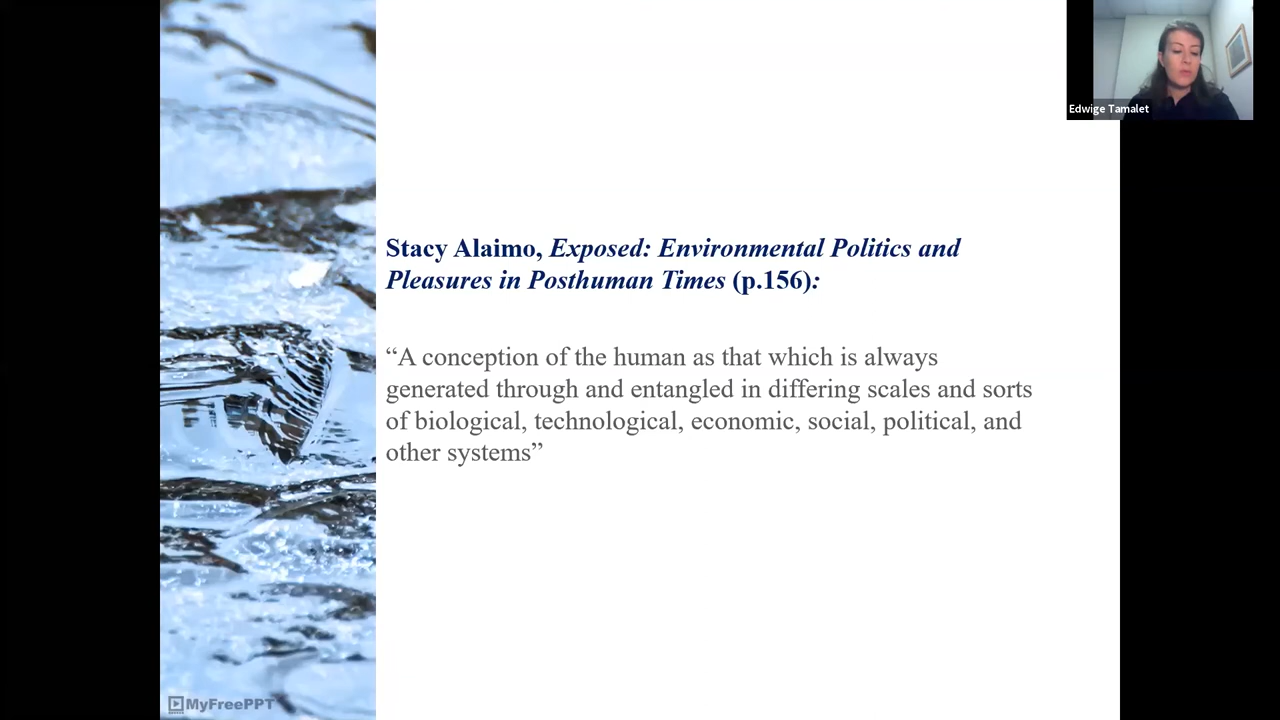 Edwige Tamalet
Stacy Alaimo, Exposed: Environmental Politics and
Pleasures in Posthuman Times (p.156):
“A conception of the human as that which is always
generated through and entangled in differing scales and sorts
of biological, technological, economic, social, political, and
other systems”
MyFreePPT